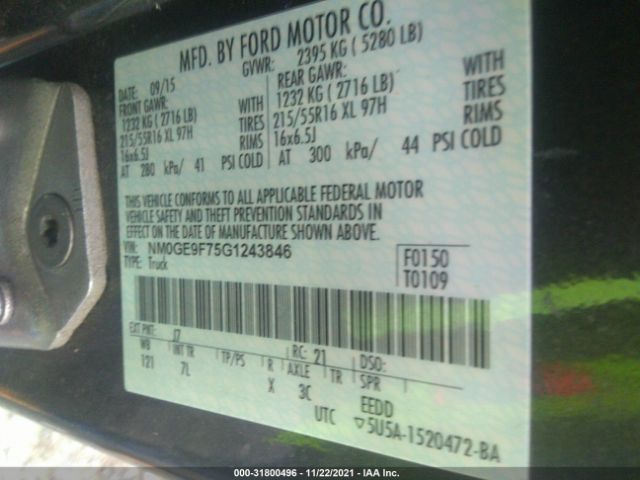 MFD. BY FORD MOTOR CO.
DATE: 09/15 GVWR: 2395 KG ( 5280 LB)
FRONT GAWR: REAR GAWR:
1232 KG ( 2716 LB) WITH 1232 KG ( 2716 LB) WITH
215/55R16 XL 97H TIRES 215/55R16 XL 97H TIRES
16x6.5J RIMS 16x6.5J RIMS
AT 280 kPa/ 41 PSI COLD AT 300 kPa/ 44 PSI COLD
THIS VEHICLE CONFORMS TO ALL APPLICABLE FEDERAL MOTOR
VEHICLE SAFETY AND THEFT PREVENTION STANDARDS IN
EFFECT ON THE DATE OF MANUFACTURE SHOWN ABOVE.
VIN: NM0GE9F75G1243846
TYPE: Truck
F0150
T0109
EXT PNT: J7 RC: 21 DSO:
WB INT TR TP/PS R AXLE TR SPR
121 7L X 3C EEDD
UTC ▽5U5A-1520472-BA
000-31800496 - 11/22/2021 - IAA Inc.